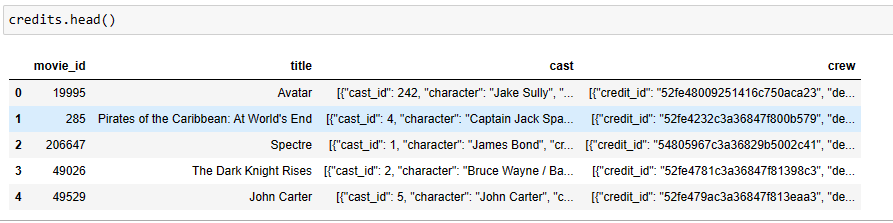 credits.head()
movie_id title cast crew
0 19995 Avatar [{"cast_id": 242, "character": "Jake Sully", "... [{"credit_id": "52fe48009251416c750aca23", "de...
1 285 Pirates of the Caribbean: At World's End [{"cast_id": 4, "character": "Captain Jack Spa... [{"credit_id": "52fe4232c3a36847f800b579", "de...
2 206647 Spectre [{"cast_id": 1, "character": "James Bond", "cr... [{"credit_id": "54805967c3a36829b5002c41", "de...
3 49026 The Dark Knight Rises [{"cast_id": 2, "character": "Bruce Wayne / Ba... [{"credit_id": "52fe4781c3a36847f81398c3", "de...
4 49529 John Carter [{"cast_id": 5, "character": "John Carter", "c... [{"credit_id": "52fe479ac3a36847f813eaa3", "de...